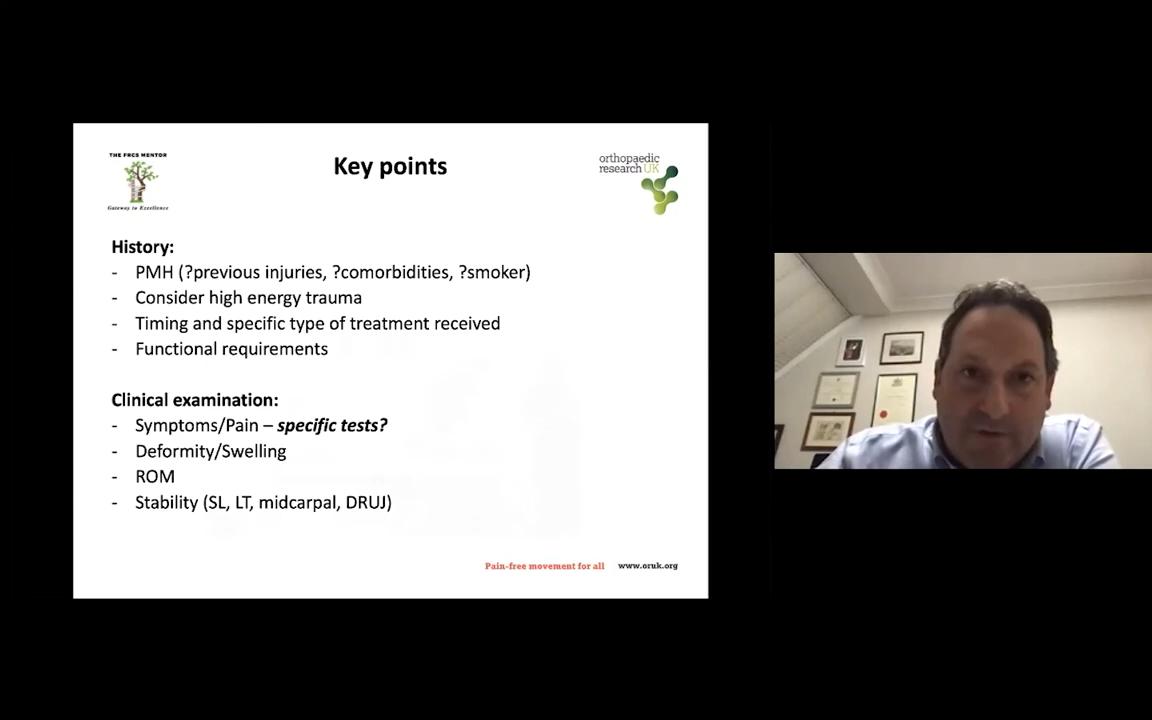 THE FRCS MENTOR
Gateway to Excellence
Key points
orthopaedic
research UK
History:
- PMH (?previous injuries, ?comorbidities, ?smoker)
- Consider high energy trauma
- Timing and specific type of treatment received
- Functional requirements
Clinical examination:
- Symptoms/Pain – specific tests?
- Deformity/Swelling
- ROM
- Stability (SL, LT, midcarpal, DRUJ)
Pain-free movement for all www.oruk.org